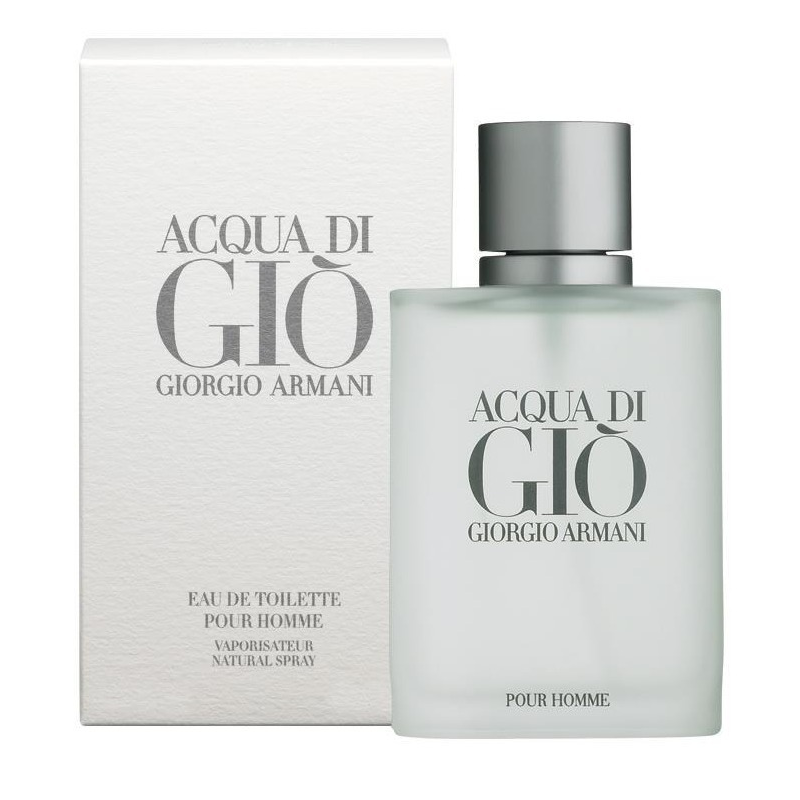 ACQUA DI
GIÒ
GIORGIO ARMANI
EAU DE TOILETTE
POUR HOMME
VAPORISATEUR
NATURAL SPRAY
ACQUA DI
GIÒ
GIORGIO ARMANI
POUR HOMME